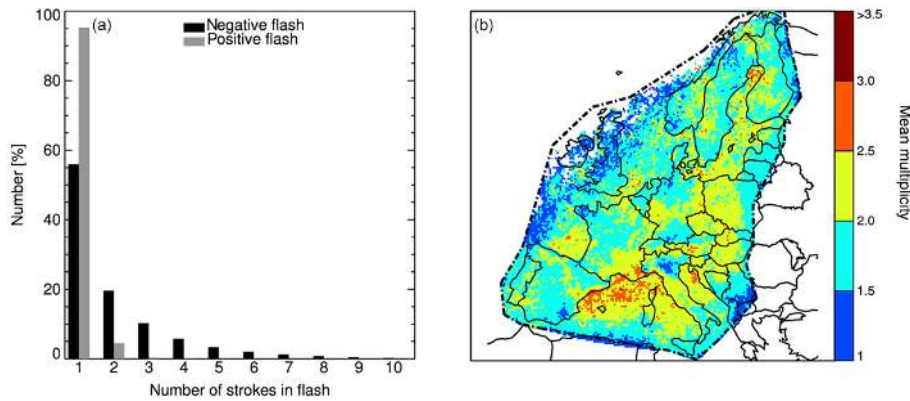 (a)
Negative flash
Positive flash
100
80
60
40
20
0
Number [%]
1 2 3 4 5 6 7 8 9 10
Number of strokes in flash
(b)
>3.5
3.0
2.5
2.0
1.5
1
Mean multiplicity